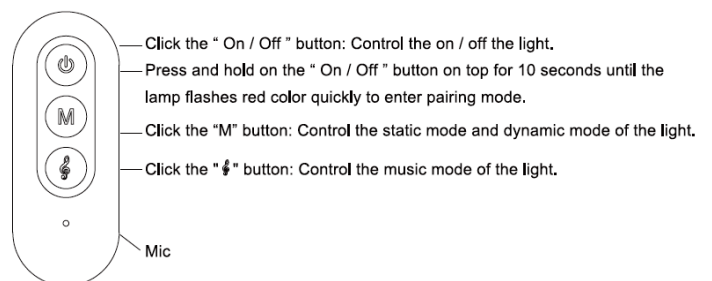 Click the “ On / Off ” button: Control the on / off the light.
Press and hold on the “ On / Off ” button on top for 10 seconds until the
lamp flashes red color quickly to enter pairing mode.
M
Click the “M” button: Control the static mode and dynamic mode of the light.
Click the "𝄞" button: Control the music mode of the light.
Mic